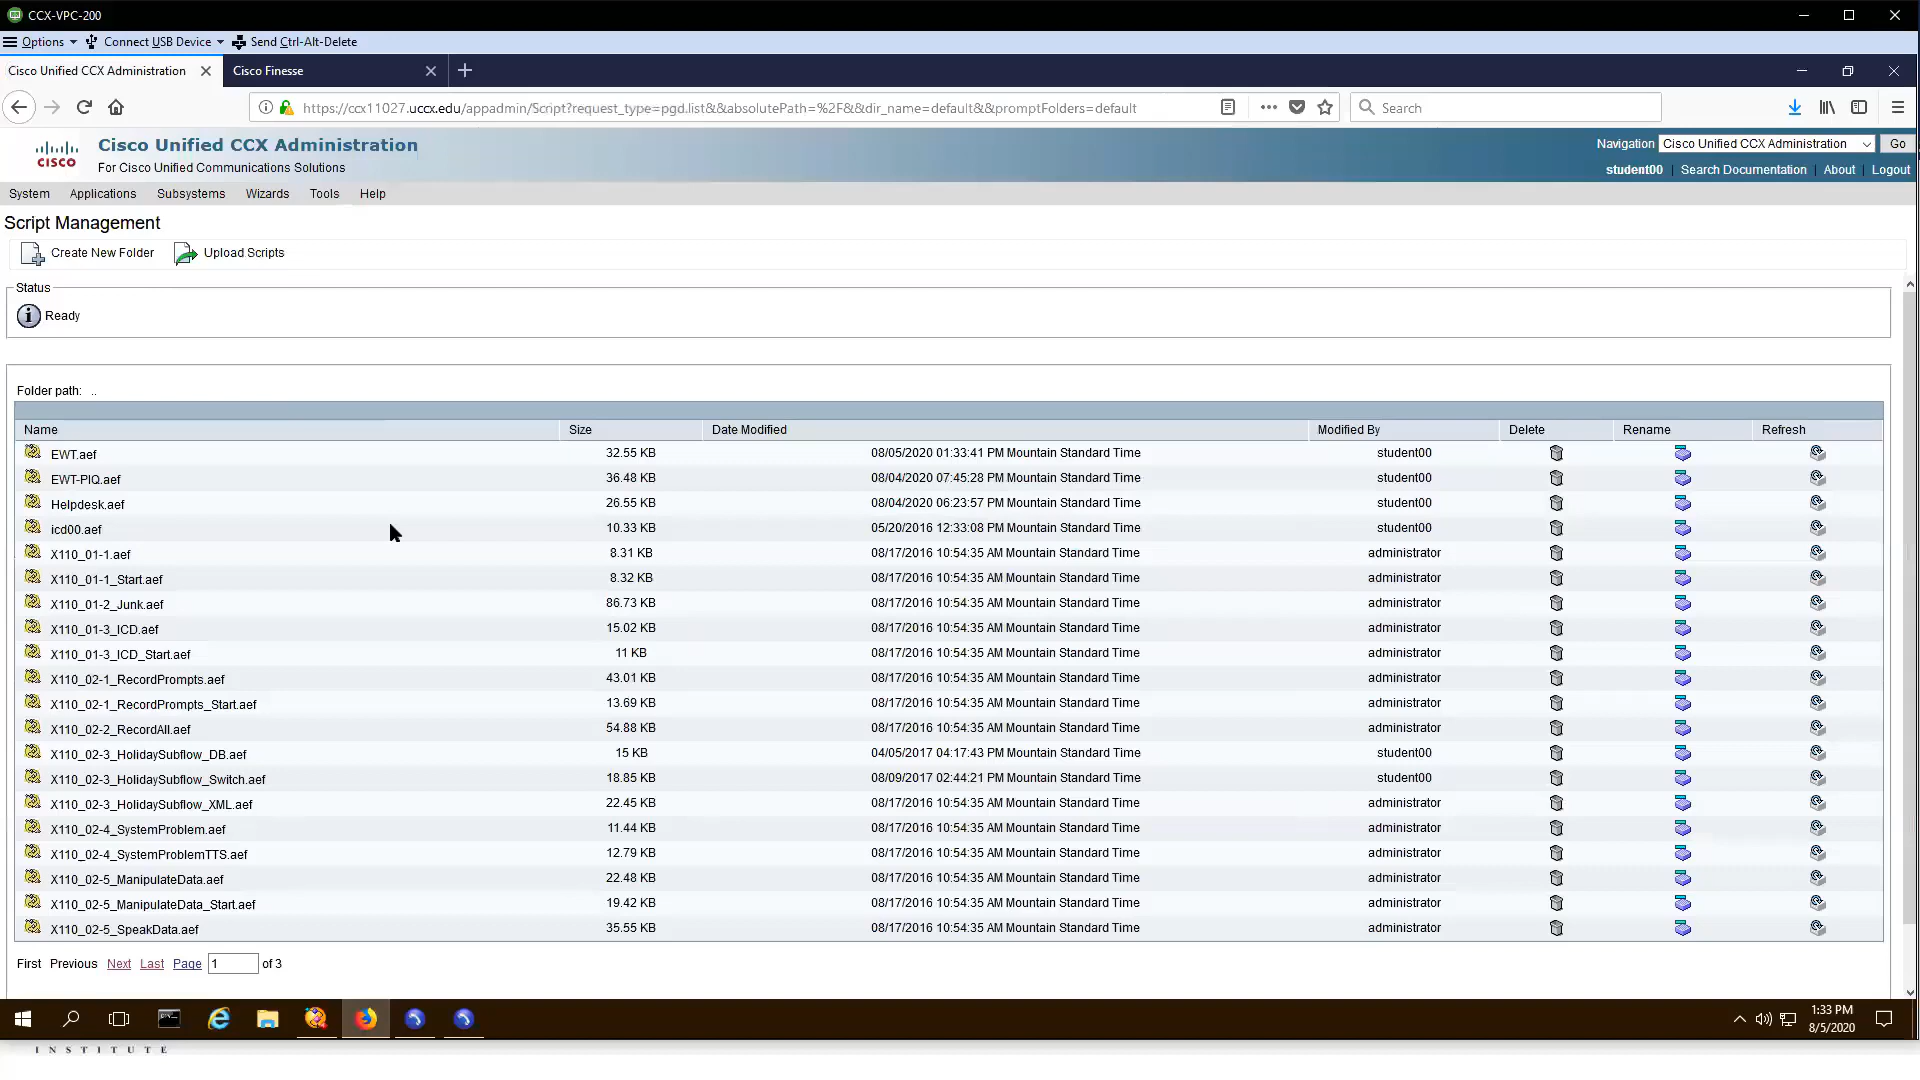 CCX-VPC-200
Options Connect USB Device Send Ctrl-Alt-Delete
Cisco Unified CCX Administration Cisco Finesse
https://ccx11027.uccx.edu/appadmin/Script?request_type=pgd.list&&absolutePath=%2F&&dir_name=default&&promptFolders=default Search
CISCO
Cisco Unified CCX Administration
For Cisco Unified Communications Solutions
Navigation Cisco Unified CCX Administration Go
student00 | Search Documentation | About | Logout
System Applications Subsystems Wizards Tools Help
Script Management
Create New Folder Upload Scripts
Status
Ready
Folder path: ..
Name Size Date Modified Modified By Delete Rename Refresh
EWT.aef 32.55 KB 08/05/2020 01:33:41 PM Mountain Standard Time student00
EWT-PIQ.aef 36.48 KB 08/04/2020 07:45:28 PM Mountain Standard Time student00
Helpdesk.aef 26.55 KB 08/04/2020 06:23:57 PM Mountain Standard Time student00
icd00.aef 10.33 KB 05/20/2016 12:33:08 PM Mountain Standard Time student00
X110_01-1.aef 8.31 KB 08/17/2016 10:54:35 AM Mountain Standard Time administrator
X110_01-1_Start.aef 8.32 KB 08/17/2016 10:54:35 AM Mountain Standard Time administrator
X110_01-2_Junk.aef 86.73 KB 08/17/2016 10:54:35 AM Mountain Standard Time administrator
X110_01-3_ICD.aef 15.02 KB 08/17/2016 10:54:35 AM Mountain Standard Time administrator
X110_01-3_ICD_Start.aef 11 KB 08/17/2016 10:54:35 AM Mountain Standard Time administrator
X110_02-1_RecordPrompts.aef 43.01 KB 08/17/2016 10:54:35 AM Mountain Standard Time administrator
X110_02-1_RecordPrompts_Start.aef 13.69 KB 08/17/2016 10:54:35 AM Mountain Standard Time administrator
X110_02-2_RecordAll.aef 54.88 KB 08/17/2016 10:54:35 AM Mountain Standard Time administrator
X110_02-3_HolidaySubflow_DB.aef 15 KB 04/05/2017 04:17:43 PM Mountain Standard Time student00
X110_02-3_HolidaySubflow_Switch.aef 18.85 KB 08/09/2017 02:44:21 PM Mountain Standard Time student00
X110_02-3_HolidaySubflow_XML.aef 22.45 KB 08/17/2016 10:54:35 AM Mountain Standard Time administrator
X110_02-4_SystemProblem.aef 11.44 KB 08/17/2016 10:54:35 AM Mountain Standard Time administrator
X110_02-4_SystemProblemTTS.aef 12.79 KB 08/17/2016 10:54:35 AM Mountain Standard Time administrator
X110_02-5_ManipulateData.aef 22.48 KB 08/17/2016 10:54:35 AM Mountain Standard Time administrator
X110_02-5_ManipulateData_Start.aef 19.42 KB 08/17/2016 10:54:35 AM Mountain Standard Time administrator
X110_02-5_SpeakData.aef 35.55 KB 08/17/2016 10:54:35 AM Mountain Standard Time administrator
First Previous Next Last Page 1 of 3
1:33 PM
8/5/2020
INSTITUTE